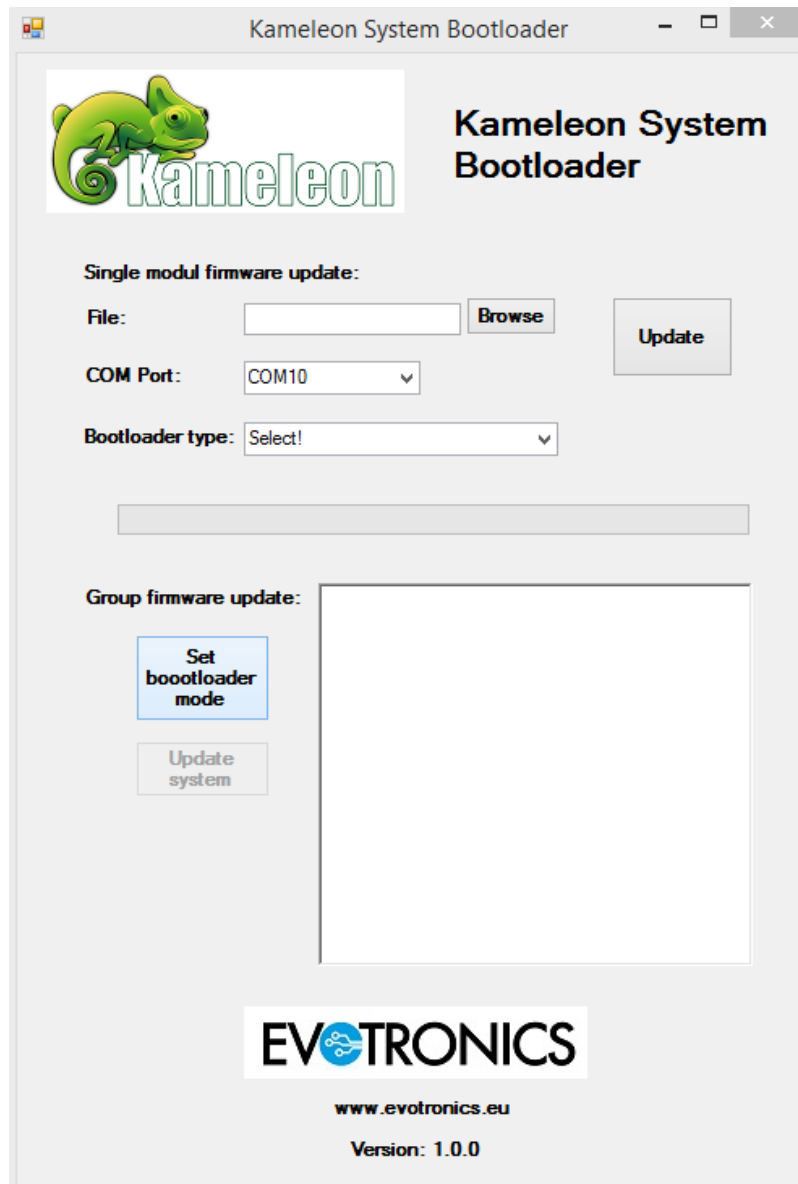 Kameleon System Bootloader
Kameleon
Kameleon System
Bootloader
Single modul firmware update:
File:
Browse
Update
COM Port:
COM10
Bootloader type:
Select!
Group firmware update:
Set
boootloader
mode
Update
system
EVOTRONICS
www.evotronics.eu
Version: 1.0.0